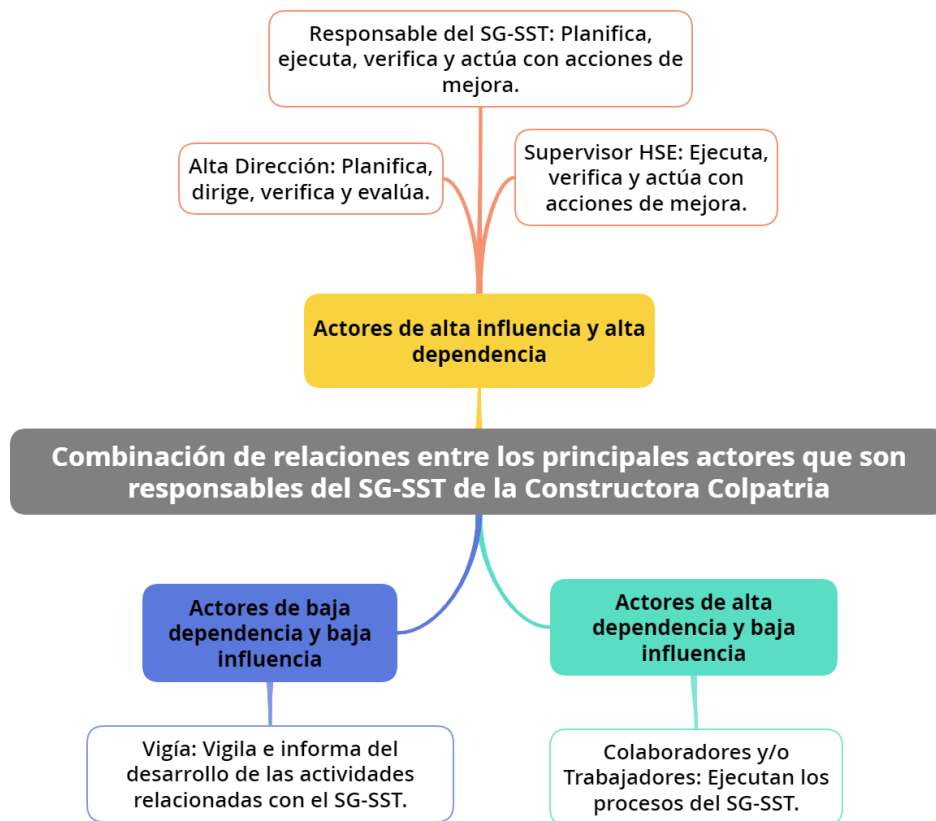 Responsable del SG-SST: Planifica,
ejecuta, verifica y actúa con acciones de
mejora.
Alta Dirección: Planifica,
dirige, verifica y evalúa.
Supervisor HSE: Ejecuta,
verifica y actúa con
acciones de mejora.
Actores de alta influencia y alta
dependencia
Combinación de relaciones entre los principales actores que son
responsables del SG-SST de la Constructora Colpatria
Actores de baja
dependencia y baja
influencia
Actores de alta
dependencia y baja
influencia
Vigía: Vigila e informa del
desarrollo de las actividades
relacionadas con el SG-SST.
Colaboradores y/o
Trabajadores: Ejecutan los
procesos del SG-SST.